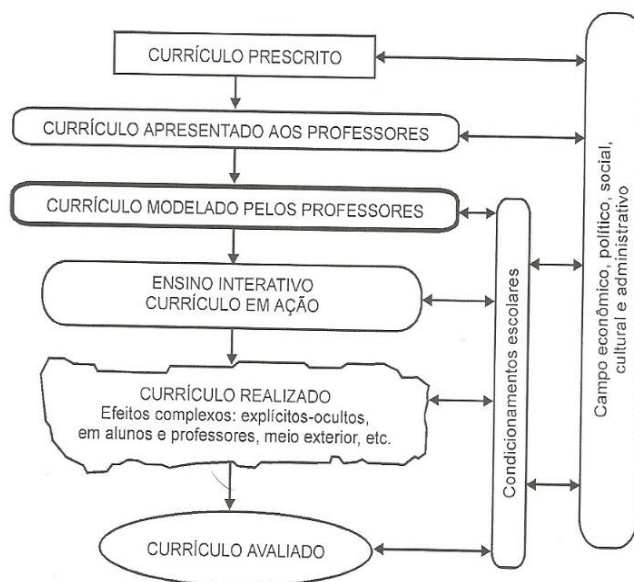 CURRÍCULO PRESCRITO
CURRÍCULO APRESENTADO AOS PROFESSORES
CURRÍCULO MODELADO PELOS PROFESSORES
ENSINO INTERATIVO
CURRÍCULO EM AÇÃO
CURRÍCULO REALIZADO
Efeitos complexos: explícitos-ocultos,
em alunos e professores, meio exterior, etc.
CURRÍCULO AVALIADO
Condicionamentos escolares
Campo econômico, político, social,
cultural e administrativo